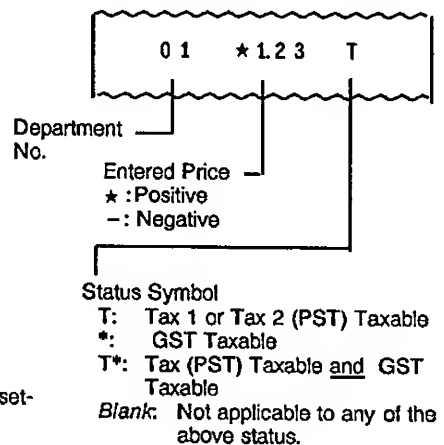 01 ★1.23 T
Department
No.
Entered Price
★ :Positive
– : Negative
Status Symbol
T: Tax 1 or Tax 2 (PST) Taxable
*: GST Taxable
T*: Tax (PST) Taxable and GST
Taxable
set-
Blank: Not applicable to any of the
above status.